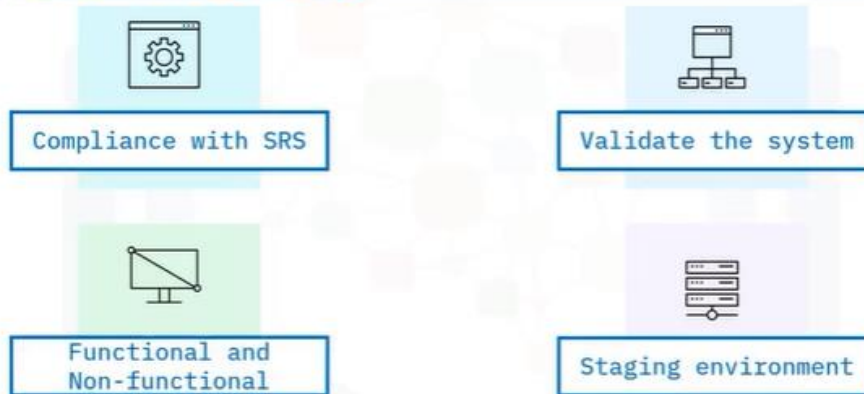 Compliance with SRS
Validate the system
Functional and
Non-functional
Staging environment